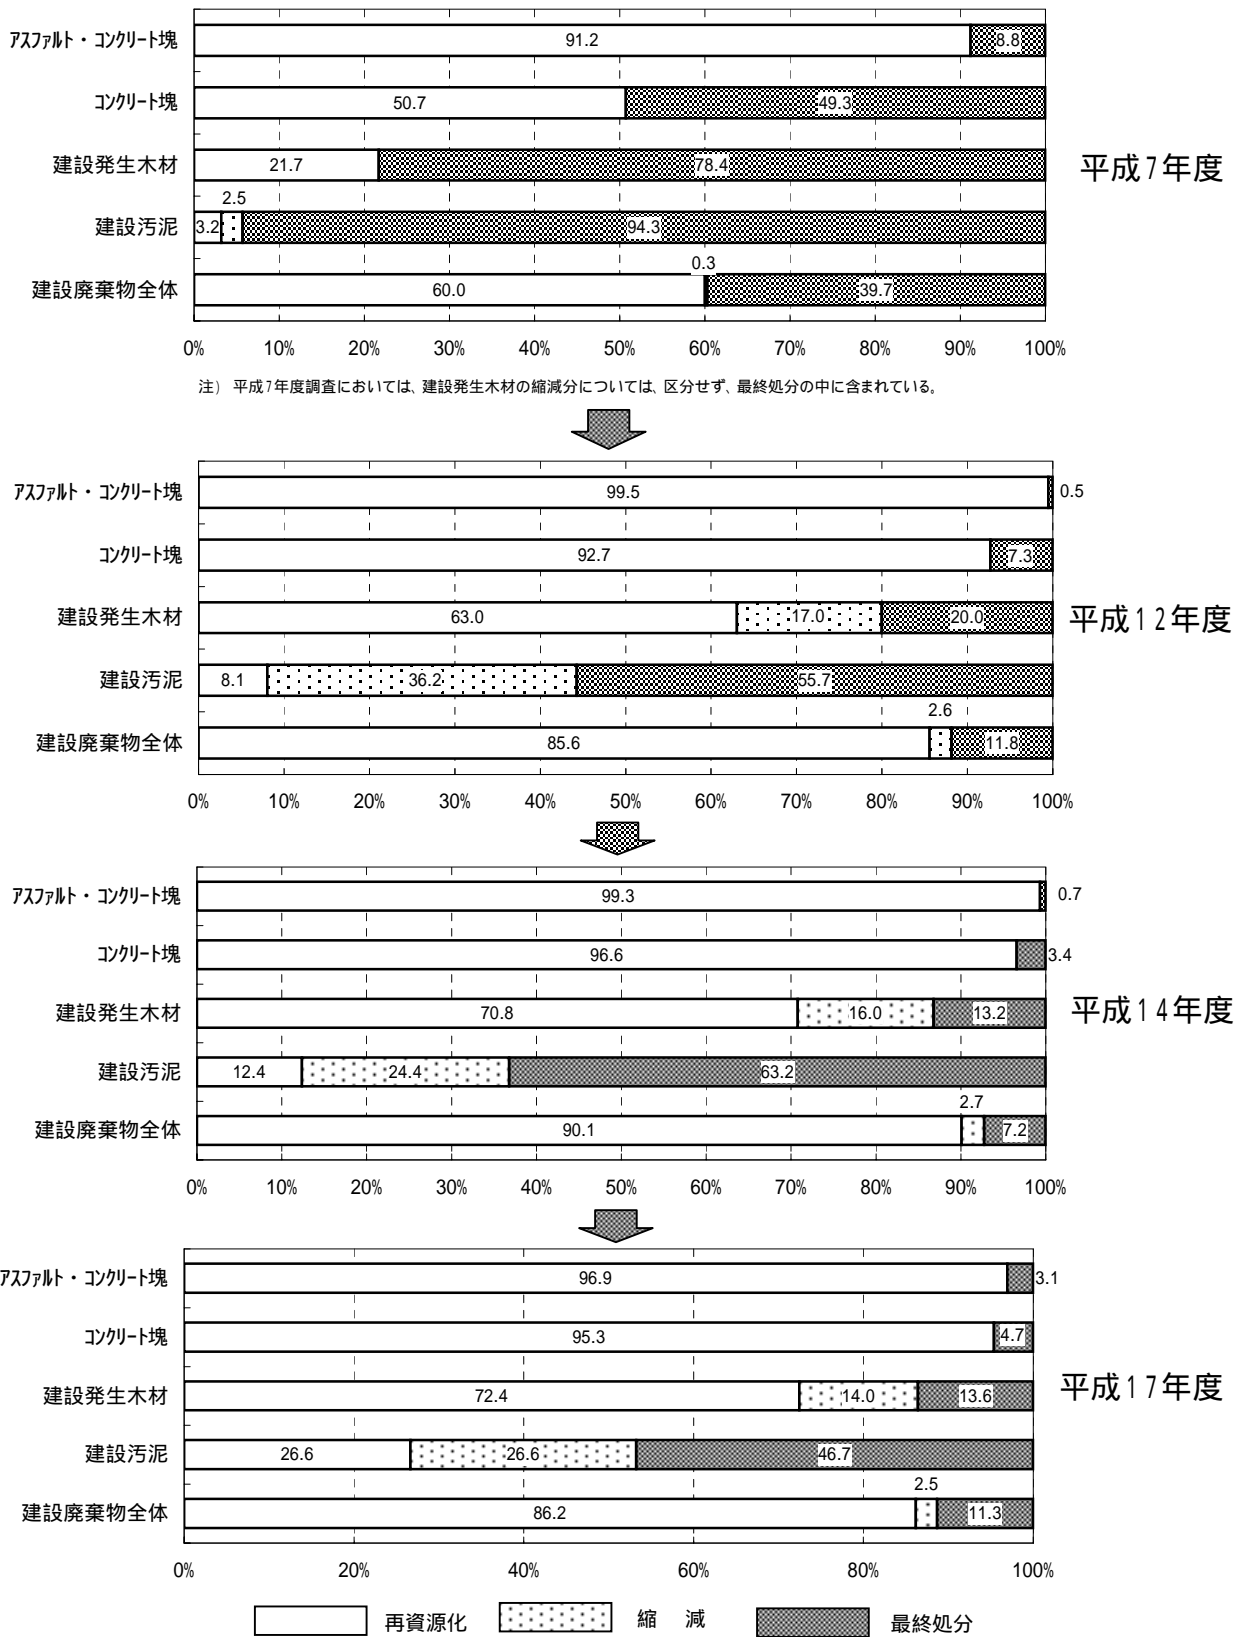 アスファルト・コンクリート塊 91.2 8.8
コンクリート塊 50.7 49.3
建設発生木材 21.7 78.4
平成7年度
2.5
建設汚泥 3.2 94.3
0.3
建設廃棄物全体 60.0 39.7
0% 10% 20% 30% 40% 50% 60% 70% 80% 90% 100%
注） 平成7年度調査においては、建設発生木材の縮減分については、区分せず、最終処分の中に含まれている。
アスファルト・コンクリート塊 99.5 0.5
コンクリート塊 92.7 7.3
建設発生木材 63.0 17.0 20.0
平成12年度
建設汚泥 8.1 36.2 55.7
2.6
建設廃棄物全体 85.6 11.8
0% 10% 20% 30% 40% 50% 60% 70% 80% 90% 100%
アスファルト・コンクリート塊 99.3 0.7
コンクリート塊 96.6 3.4
建設発生木材 70.8 16.0 13.2
平成14年度
建設汚泥 12.4 24.4 63.2
2.7
建設廃棄物全体 90.1 7.2
0% 10% 20% 30% 40% 50% 60% 70% 80% 90% 100%
アスファルト・コンクリート塊 96.9 3.1
コンクリート塊 95.3 4.7
建設発生木材 72.4 14.0 13.6
平成17年度
建設汚泥 26.6 26.6 46.7
2.5
建設廃棄物全体 86.2 11.3
0% 20% 40% 60% 80% 100%
再資源化 縮 減 最終処分